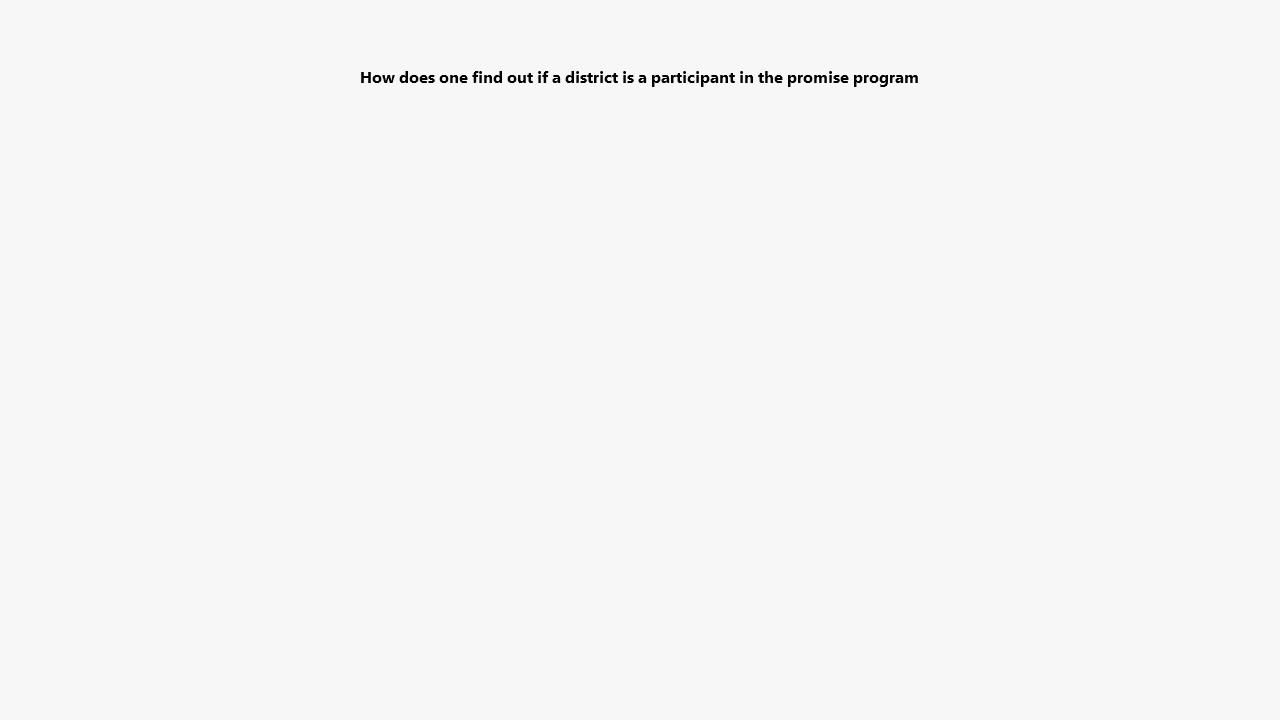 How does one find out if a district is a participant in the promise program